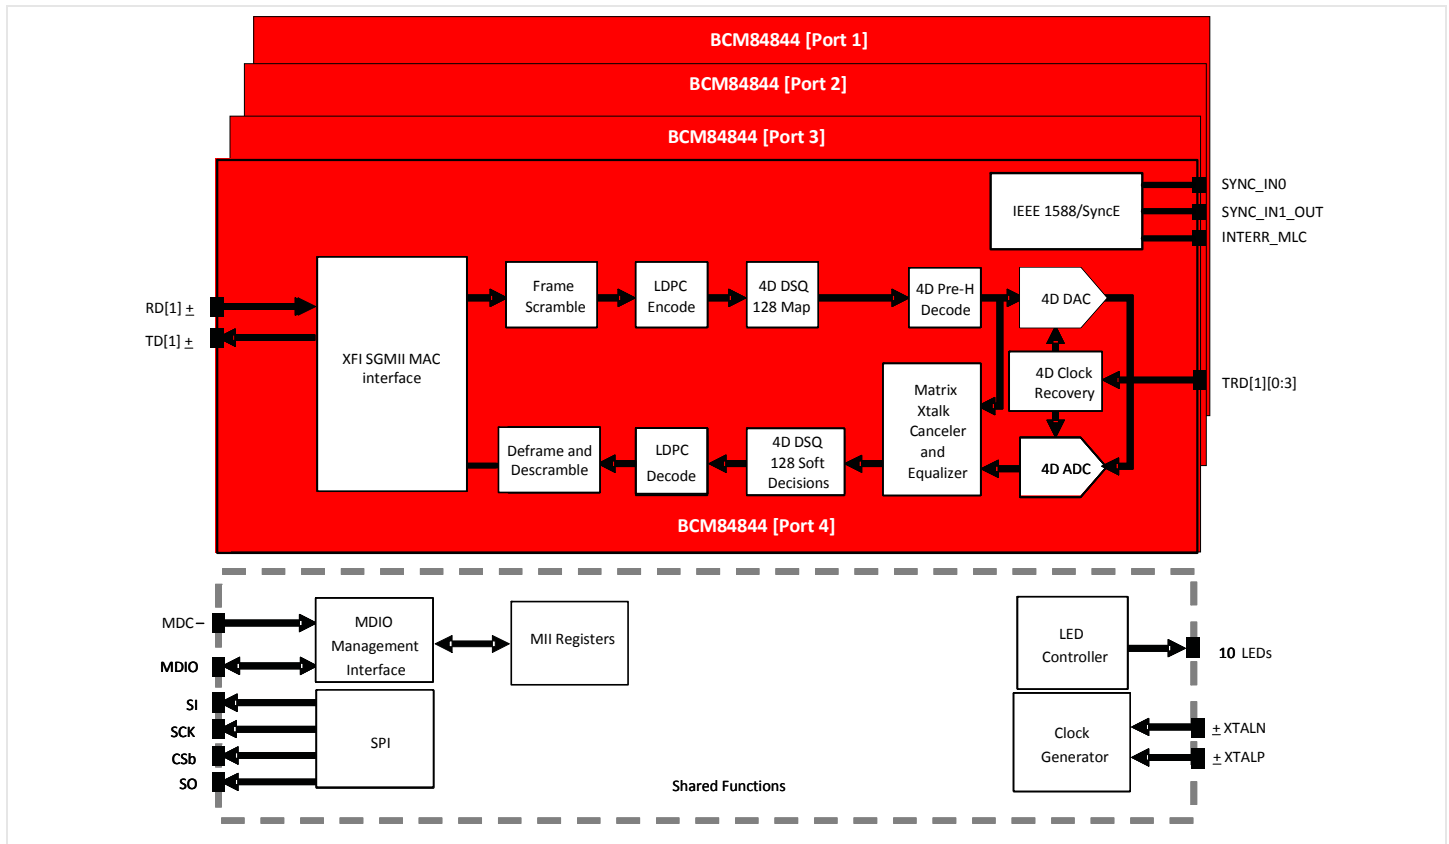 BCM84844 [Port 1]
BCM84844 [Port 2]
BCM84844 [Port 3]
IEEE 1588/SyncE
SYNC_IN0
SYNC_IN1_OUT
INTERR_MLC
RD[1] ±
TD[1] ±
XFI SGMII MAC
interface
Frame
Scramble
LDPC
Encode
4D DSQ
128 Map
4D Pre-H
Decode
4D DAC
4D Clock
Recovery
TRD[1][0:3]
Matrix
Xtalk
Canceler
and
Equalizer
Deframe and
Descramble
LDPC
Decode
4D DSQ
128 Soft
Decisions
4D ADC
BCM84844 [Port 4]
MDC –
MDIO
MDIO
Management
Interface
MII Registers
LED
Controller
10 LEDs
SI
SCK
CSb
SO
SPI
Clock
Generator
± XTALN
± XTALP
Shared Functions